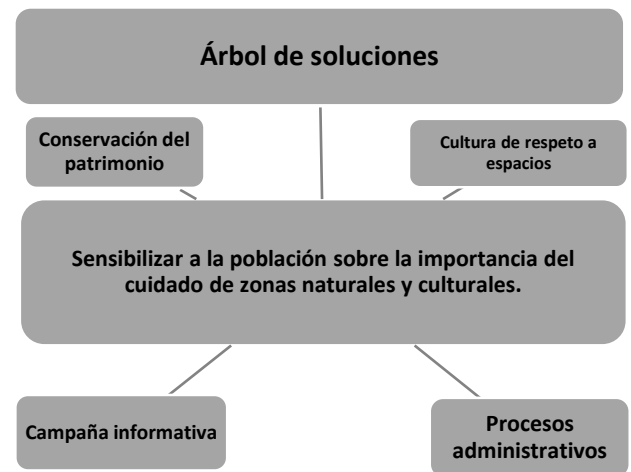 Árbol de soluciones
Conservación del
patrimonio
Cultura de respeto a
espacios
Sensibilizar a la población sobre la importancia del
cuidado de zonas naturales y culturales.
Campaña informativa
Procesos
administrativos